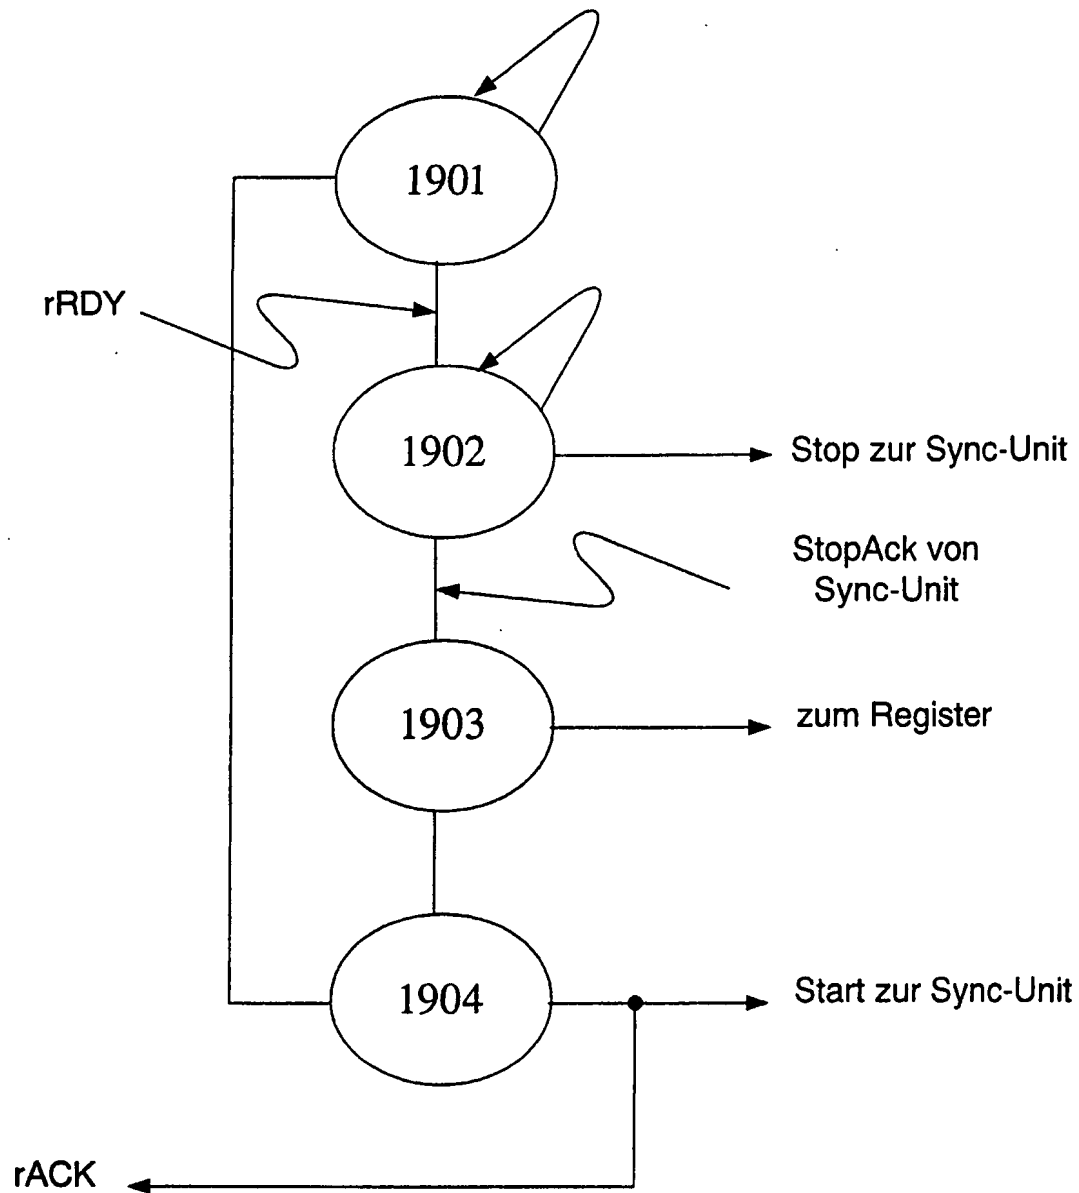 1901
rRDY
1902
Stop zur Sync-Unit
StopAck von
Sync-Unit
1903
zum Register
1904
Start zur Sync-Unit
rACK